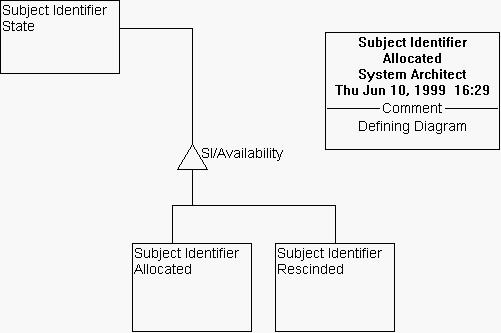 Subject Identifier
State
Subject Identifier
Allocated
System Architect
Thu Jun 10, 1999 16:29
Comment
Defining Diagram
SI/Availability
Subject Identifier
Allocated
Subject Identifier
Rescinded